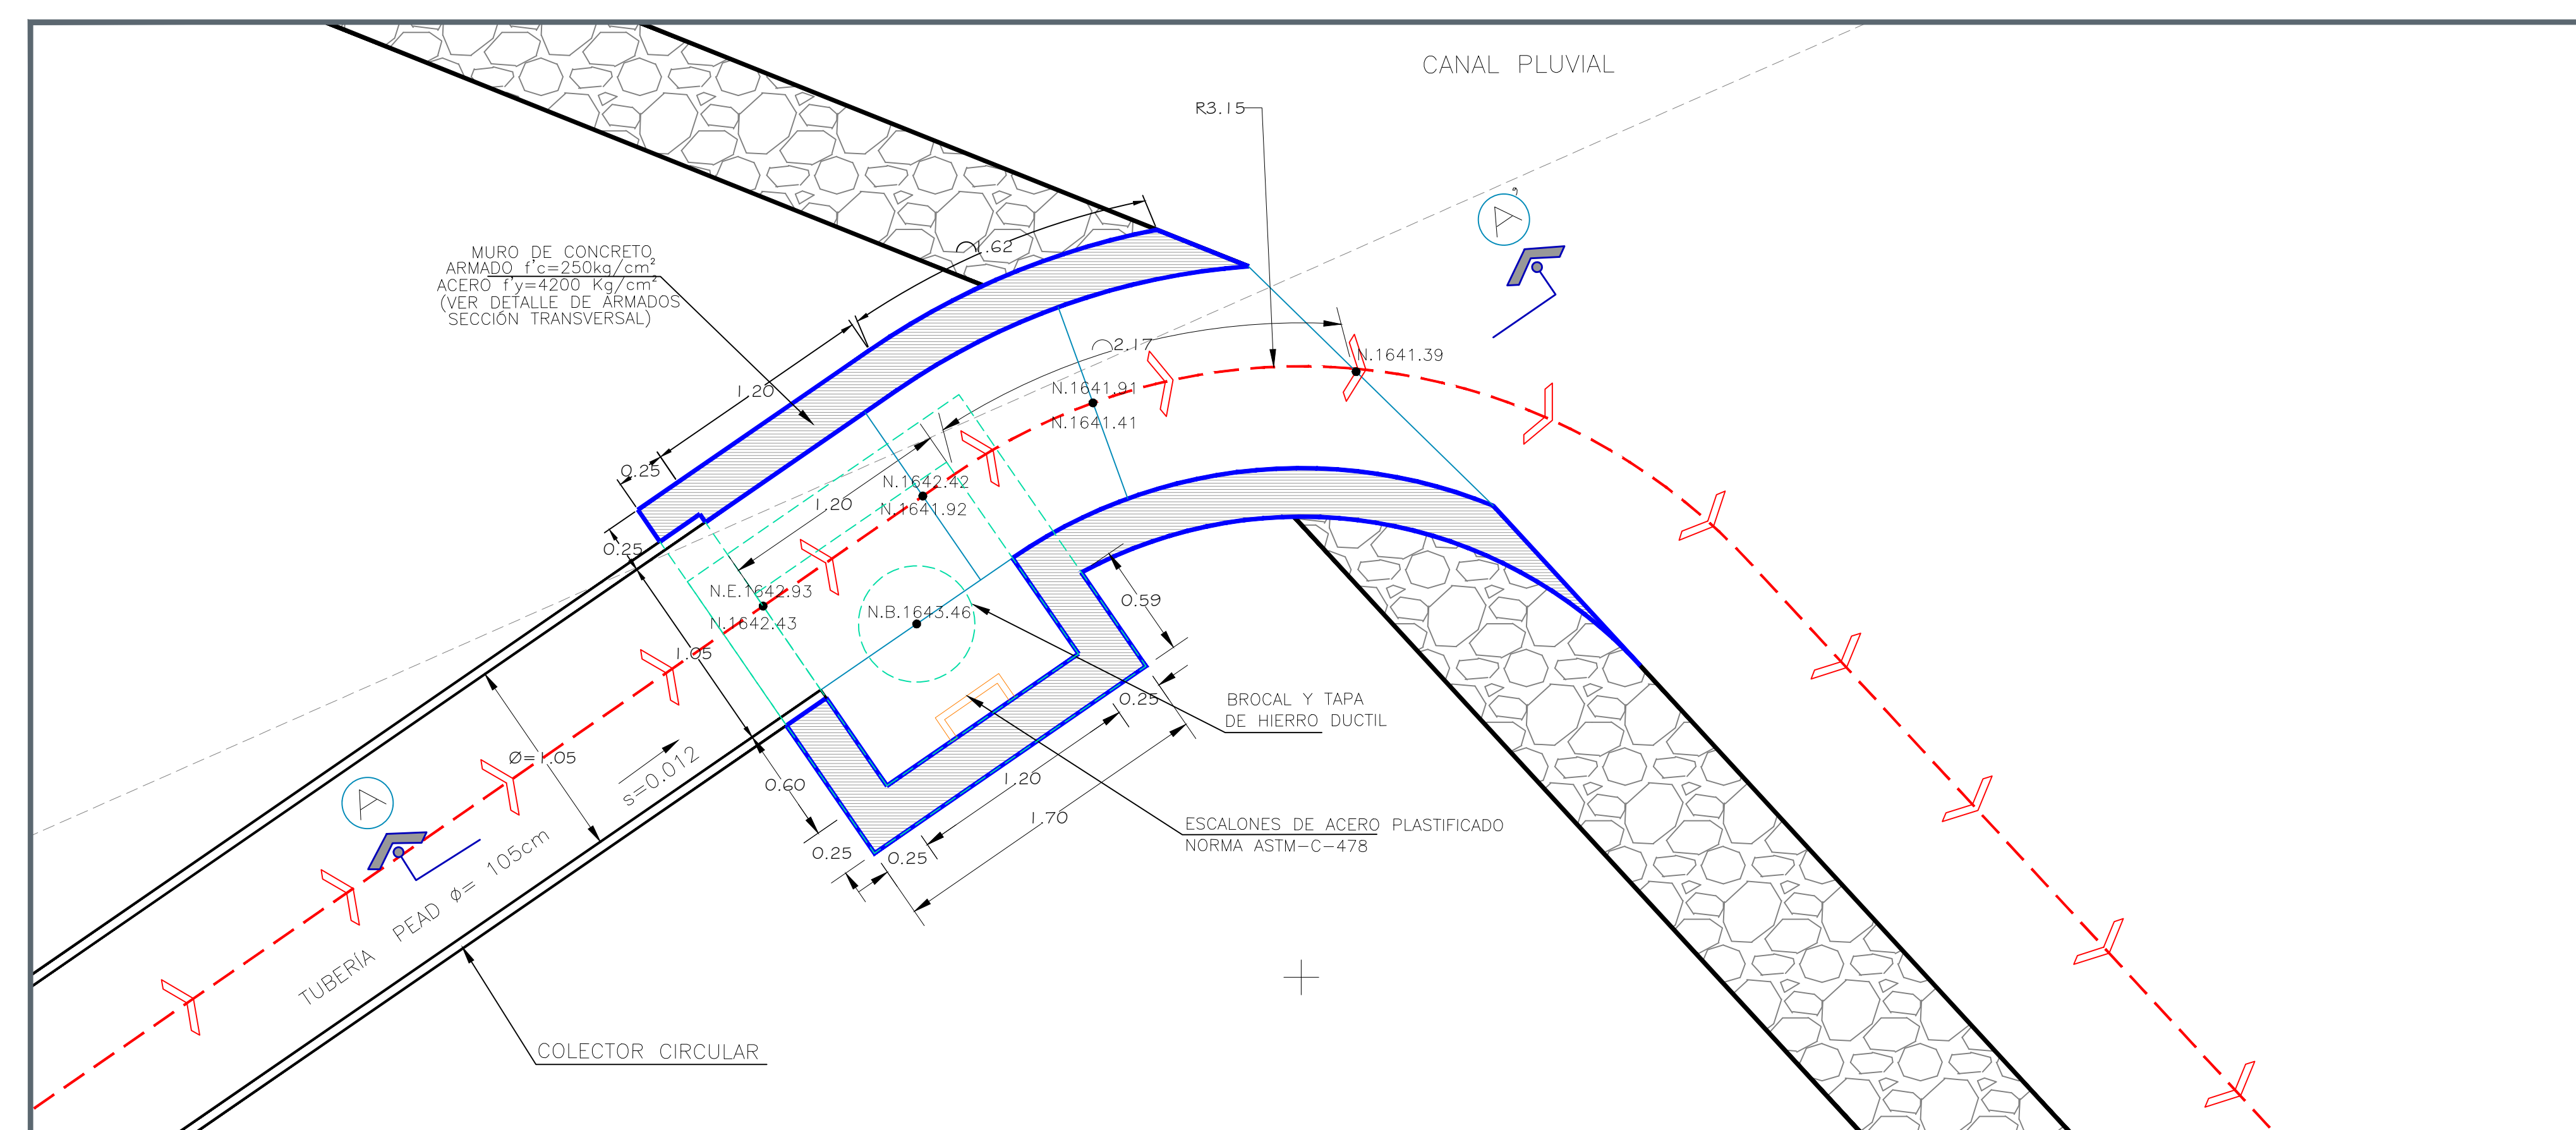 CANAL PLUVIAL
R3.15
A'
MURO DE CONCRETO
ARMADO f'c=250kg/cm²
ACERO f'y=4200 Kg/cm²
(VER DETALLE DE ARMADOS
SECCIÓN TRANSVERSAL)
1.62
2.17
N.1641.39
1.20
N.1641.91
N.1641.41
0.25
N.1642.42
1.20
N.1641.92
0.25
N.E.1642.93
N.B.1643.46
N.1642.43
0.59
1.05
0.25
BROCAL Y TAPA
DE HIERRO DUCTIL
Ø=1.05
s=0.012
0.60
1.20
1.70
A
ESCALONES DE ACERO PLASTIFICADO
NORMA ASTM-C-478
0.25
0.25
TUBERÍA PEAD Ø= 105cm
COLECTOR CIRCULAR